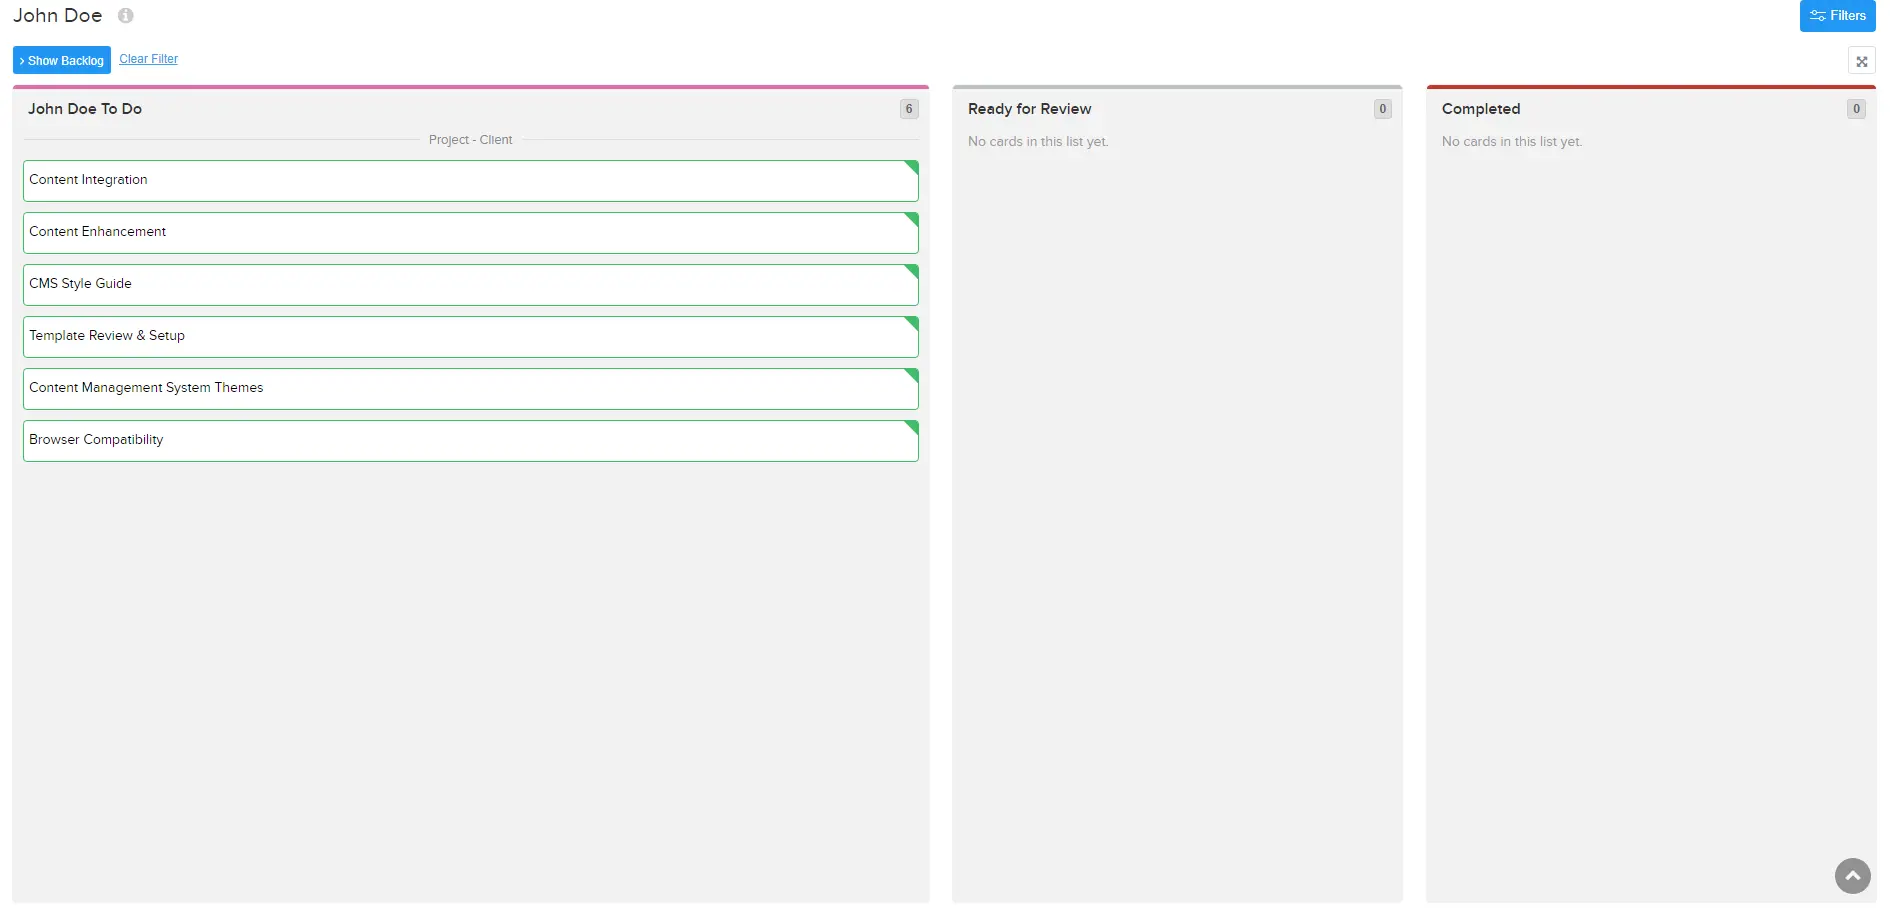 John Doe
Filters
Show Backlog
Clear Filter
John Doe To Do
6
Project - Client
Content Integration
Content Enhancement
CMS Style Guide
Template Review & Setup
Content Management System Themes
Browser Compatibility
Ready for Review
0
No cards in this list yet.
Completed
0
No cards in this list yet.